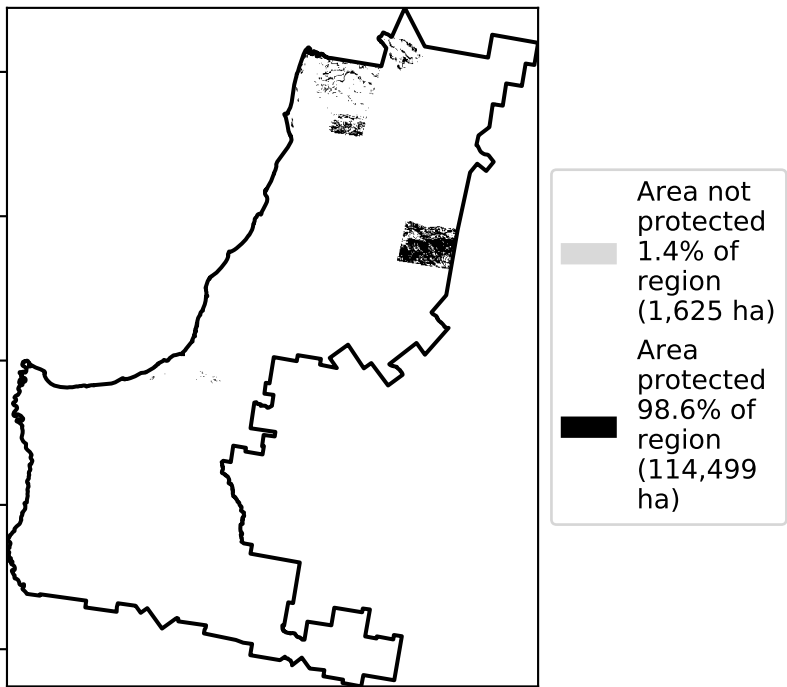 Area not
protected
1.4% of
region
(1,625 ha)
Area
protected
98.6% of
region
(114,499
ha)